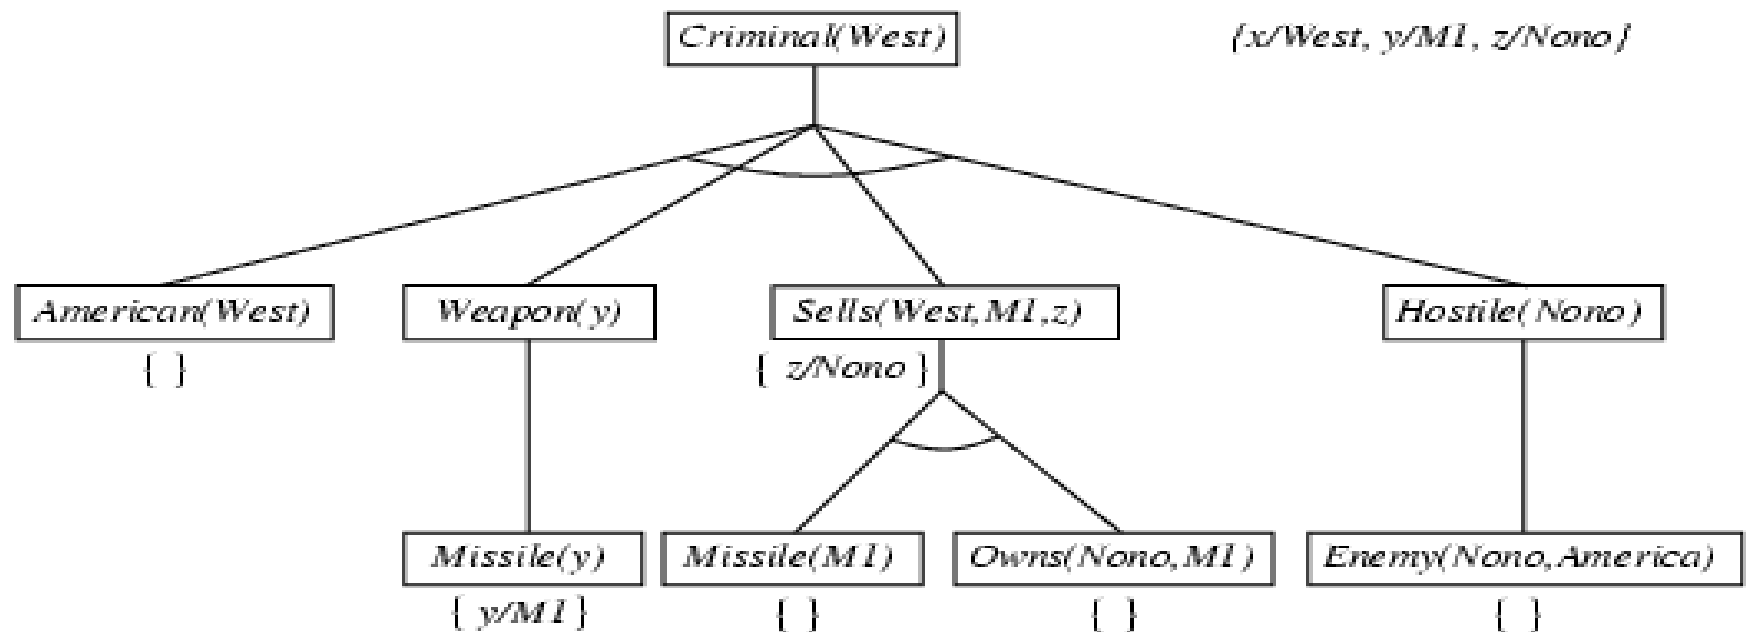 Criminal(West)
{x/West, y/M1, z/Nono}
American(West)
Weapon(y)
Sells(West,M1,z)
Hostile(Nono)
{ }
{ z/Nono }
Missile(y)
Missile(M1)
Owns(Nono,M1)
Enemy(Nono,America)
{ y/M1 }
{ }
{ }
{ }